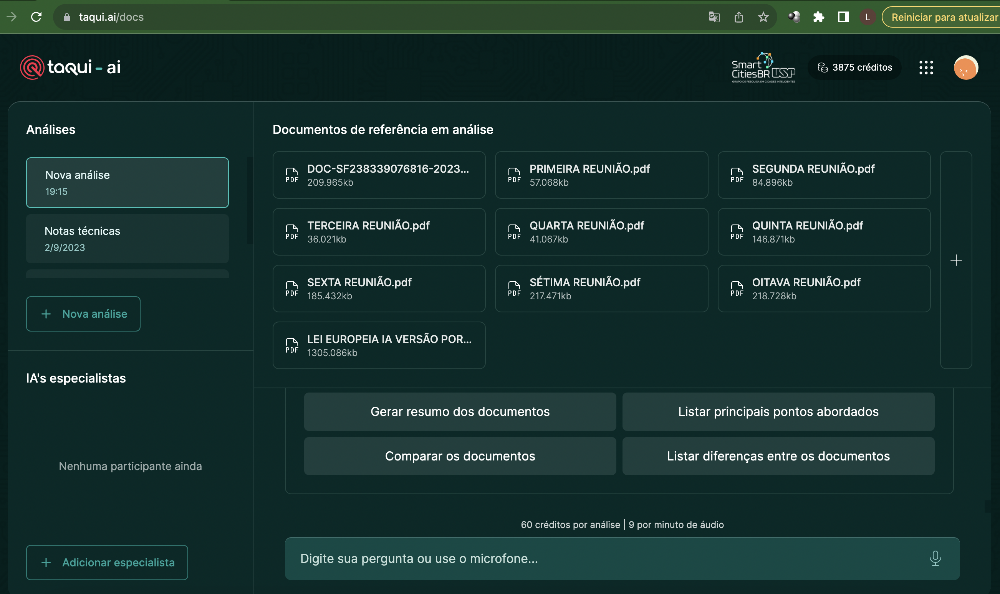 taqui.ai/docs
L
Reiniciar para atualizar
taqui - ai
Smart
CitiesBR USP
GRUPO DE PESQUISA EM CIDADES INTELIGENTES
3875 créditos
Análises
Nova análise
19:15
Notas técnicas
2/9/2023
+ Nova análise
IA's especialistas
Nenhuma participante ainda
+ Adicionar especialista
Documentos de referência em análise
PDF
DOC-SF238339076816-2023...
209.965kb
PDF
PRIMEIRA REUNIÃO.pdf
57.068kb
PDF
SEGUNDA REUNIÃO.pdf
84.896kb
PDF
TERCEIRA REUNIÃO.pdf
36.021kb
PDF
QUARTA REUNIÃO.pdf
41.067kb
PDF
QUINTA REUNIÃO.pdf
146.871kb
PDF
SEXTA REUNIÃO.pdf
185.432kb
PDF
SÉTIMA REUNIÃO.pdf
217.471kb
PDF
OITAVA REUNIÃO.pdf
218.728kb
PDF
LEI EUROPEIA IA VERSÃO POR...
1305.086kb
+
Gerar resumo dos documentos
Listar principais pontos abordados
Comparar os documentos
Listar diferenças entre os documentos
60 créditos por análise | 9 por minuto de áudio
Digite sua pergunta ou use o microfone...